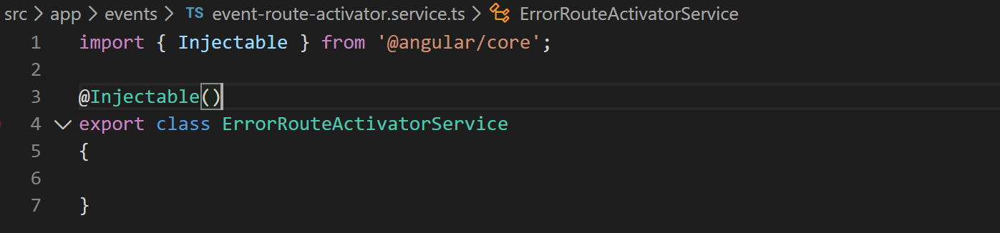 src > app > events > TS event-route-activator.service.ts > ErrorRouteActivatorService
1 import { Injectable } from '@angular/core';
2
3 @Injectable()
4 export class ErrorRouteActivatorService
5 {
6
7 }